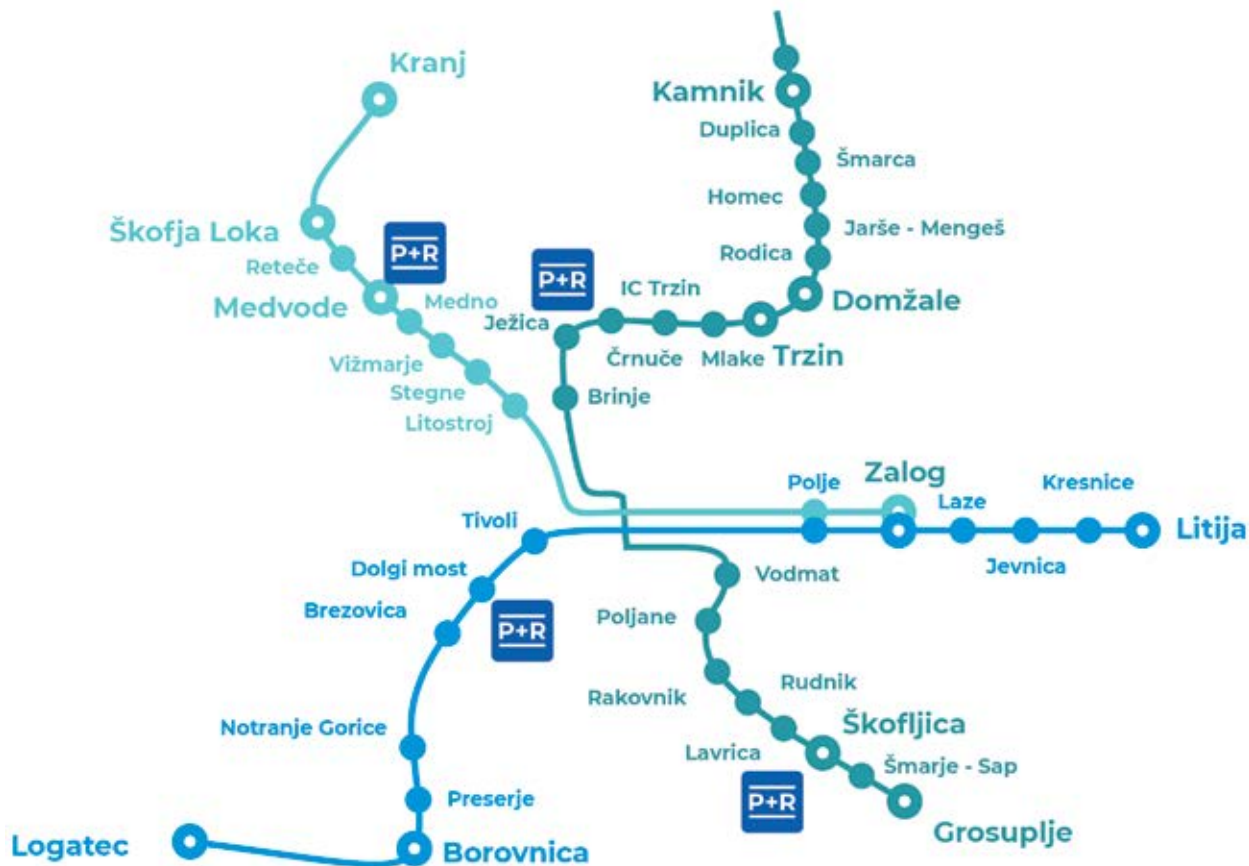 Kranj
Kamnik
Duplica
Šmarca
Homec
Jarše - Mengeš
Rodica
Domžale
Škofja Loka
P+R
Reteče
P+R
IC Trzin
Medvode
Medno
Ježica
Vižmarje
Črnuče
Mlake
Trzin
Stegne
Brinje
Litostroj
Zalog
Polje
Laze
Kresnice
Tivoli
Litija
Jevnica
Dolgi most
Vodmat
Brezovica
P+R
Poljane
Rakovnik
Rudnik
Notranje Gorice
Škofljica
Lavrica
Šmarje - Sap
P+R
Preserje
Grosuplje
Logatec
Borovnica